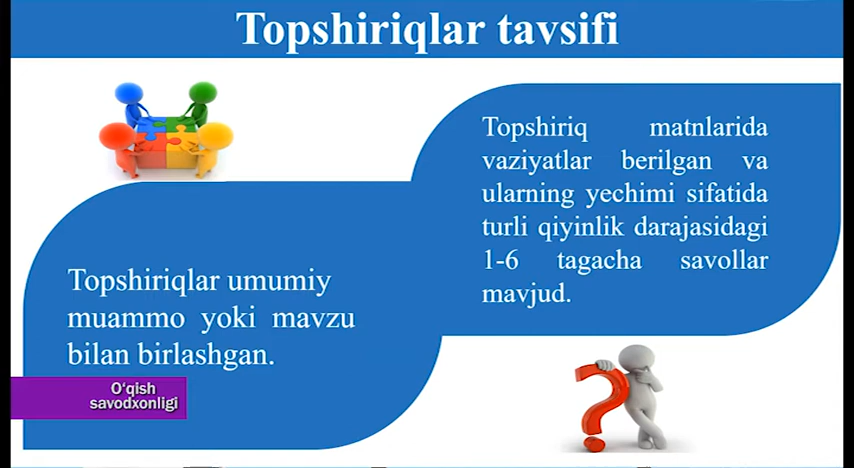 Topshiriqlar tavsifi
Topshiriqlar umumiy
muammo yoki mavzu
bilan birlashgan.
Topshiriq matnlarida
vaziyatlar berilgan va
ularning yechimi sifatida
turli qiyinlik darajasidagi
1-6 tagacha savollar
mavjud.
O‘qish
savodxonligi